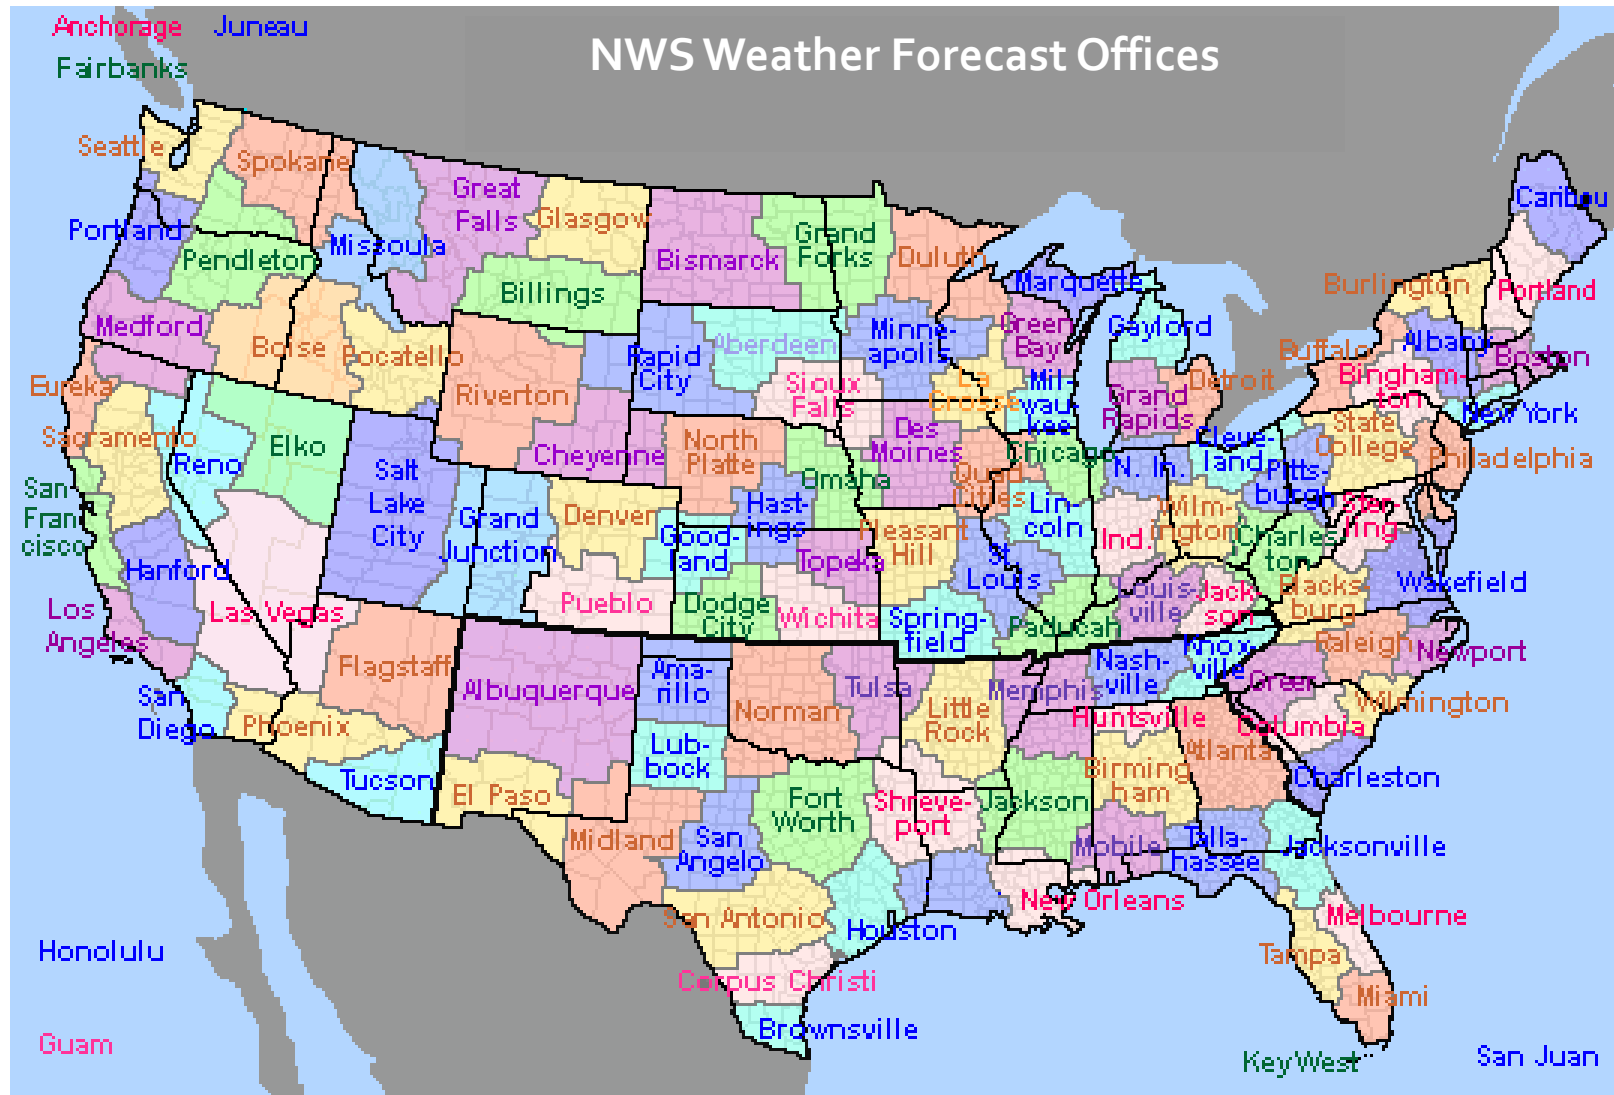 Anchorage Juneau
Fairbanks
NWS Weather Forecast Offices
Seattle
Spokane
Great
Falls
Glasgow
Caribou
Portland
Missoula
Pendleton
Billings
Bismarck
Grand
Forks
Duluth
Marquette
Burlington
Portland
Medford
Boise
Pocatello
Rapid
City
Aberdeen
Minne-
apolis
Green
Bay
Gaylord
Buffalo
Albany
Boston
Eureka
Riverton
Sioux
Falls
La
Crosse
Mil-
wau-
kee
Grand
Rapids
Detroit
Bingham-
ton
New York
Sacramento
Reno
Elko
Salt
Lake
City
Cheyenne
North
Platte
Omaha
Des
Moines
Quad
Cities
Chicago
N. In.
Cleve-
land
Pitts-
burgh
State
College
Philadelphia
San
Fran
cisco
Grand
Junction
Denver
Hast-
ings
Good-
land
Topeka
Pleasant
Hill
Lin-
coln
St.
Louis
Ind.
Wilm-
ington
Charles
ton
Ster-
ling
Hanford
Las Vegas
Los
Angeles
Pueblo
Dodge
City
Wichita
Spring-
field
Paducah
Louis-
ville
Jack
son
Blacks
burg
Wakefield
Flagstaff
Albuquerque
Ama-
rillo
Norman
Tulsa
Little
Rock
Memphis
Nash-
ville
Knox-
ville
Greer
Raleigh
Newport
San
Diego
Phoenix
Tucson
El Paso
Lub-
bock
Huntsville
Birming
ham
Atlanta
Columbia
Wilmington
Charleston
Midland
San
Angelo
Fort
Worth
Shreve-
port
Jackson
Mobile
Talla-
hassee
Jacksonville
San Antonio
Houston
New Orleans
Melbourne
Tampa
Honolulu
Corpus Christi
Miami
Brownsville
Guam
Key West
San Juan